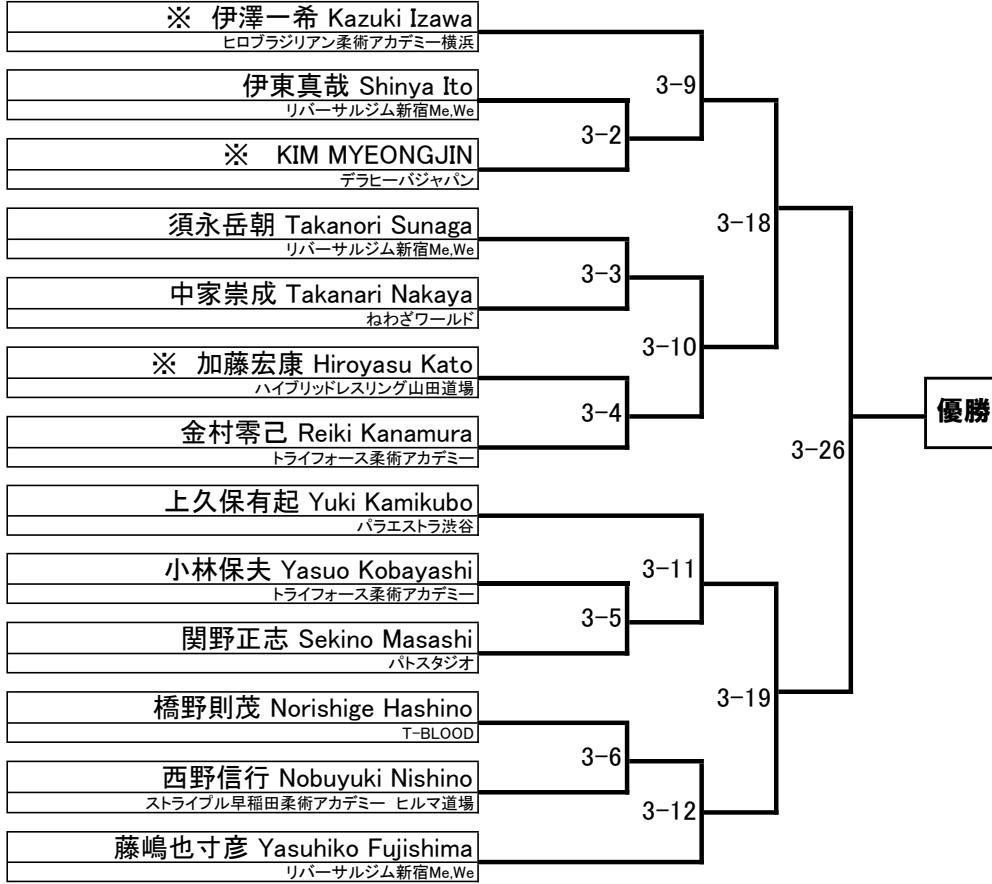 ※ 伊澤一希 Kazuki Izawa
ヒロブラジリアン柔術アカデミー横浜
伊東真哉 Shinya Ito
リバーサルジム新宿Me,We
※ KIM MYEONGJIN
デラヒーバジャパン
須永岳朝 Takanori Sunaga
リバーサルジム新宿Me,We
中家崇成 Takanari Nakaya
ねわざワールド
※ 加藤宏康 Hiroyasu Kato
ハイブリッドレスリング山田道場
金村零己 Reiki Kanamura
トライフォース柔術アカデミー
上久保有起 Yuki Kamikubo
パラエストラ渋谷
小林保夫 Yasuo Kobayashi
トライフォース柔術アカデミー
関野正志 Sekino Masashi
パトスタジオ
橋野則茂 Norishige Hashino
T-BLOOD
西野信行 Nobuyuki Nishino
ストライプル早稲田柔術アカデミー ヒルマ道場
藤嶋也寸彦 Yasuhiko Fujishima
リバーサルジム新宿Me,We
3-2
3-3
3-4
3-5
3-6
3-9
3-10
3-11
3-12
3-18
3-19
3-26
優勝